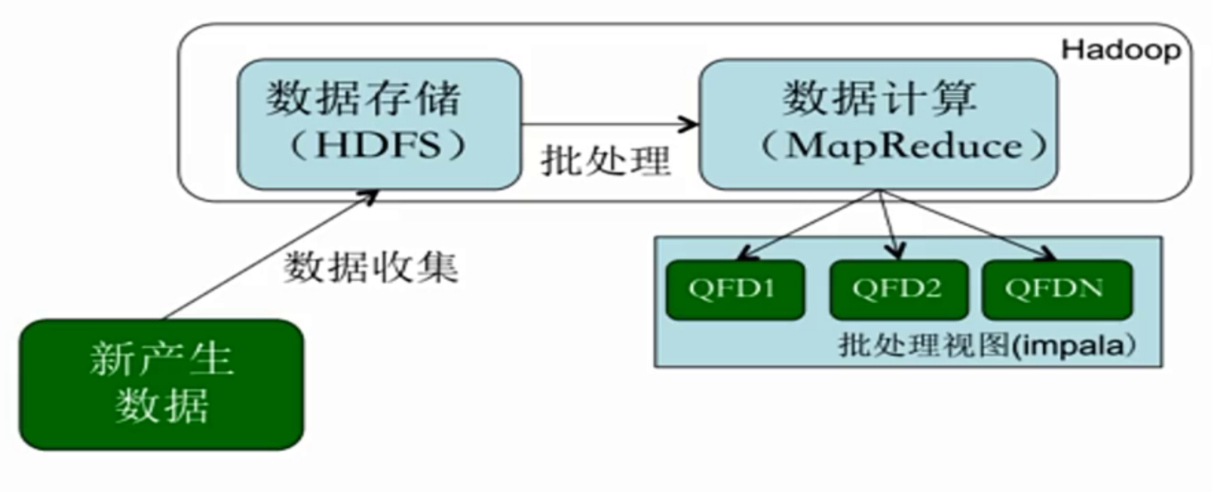 Hadoop
数据存储
（HDFS）
批处理
数据计算
（MapReduce）
数据收集
新产生
数据
QFD1
QFD2
QFDN
批处理视图(impala）